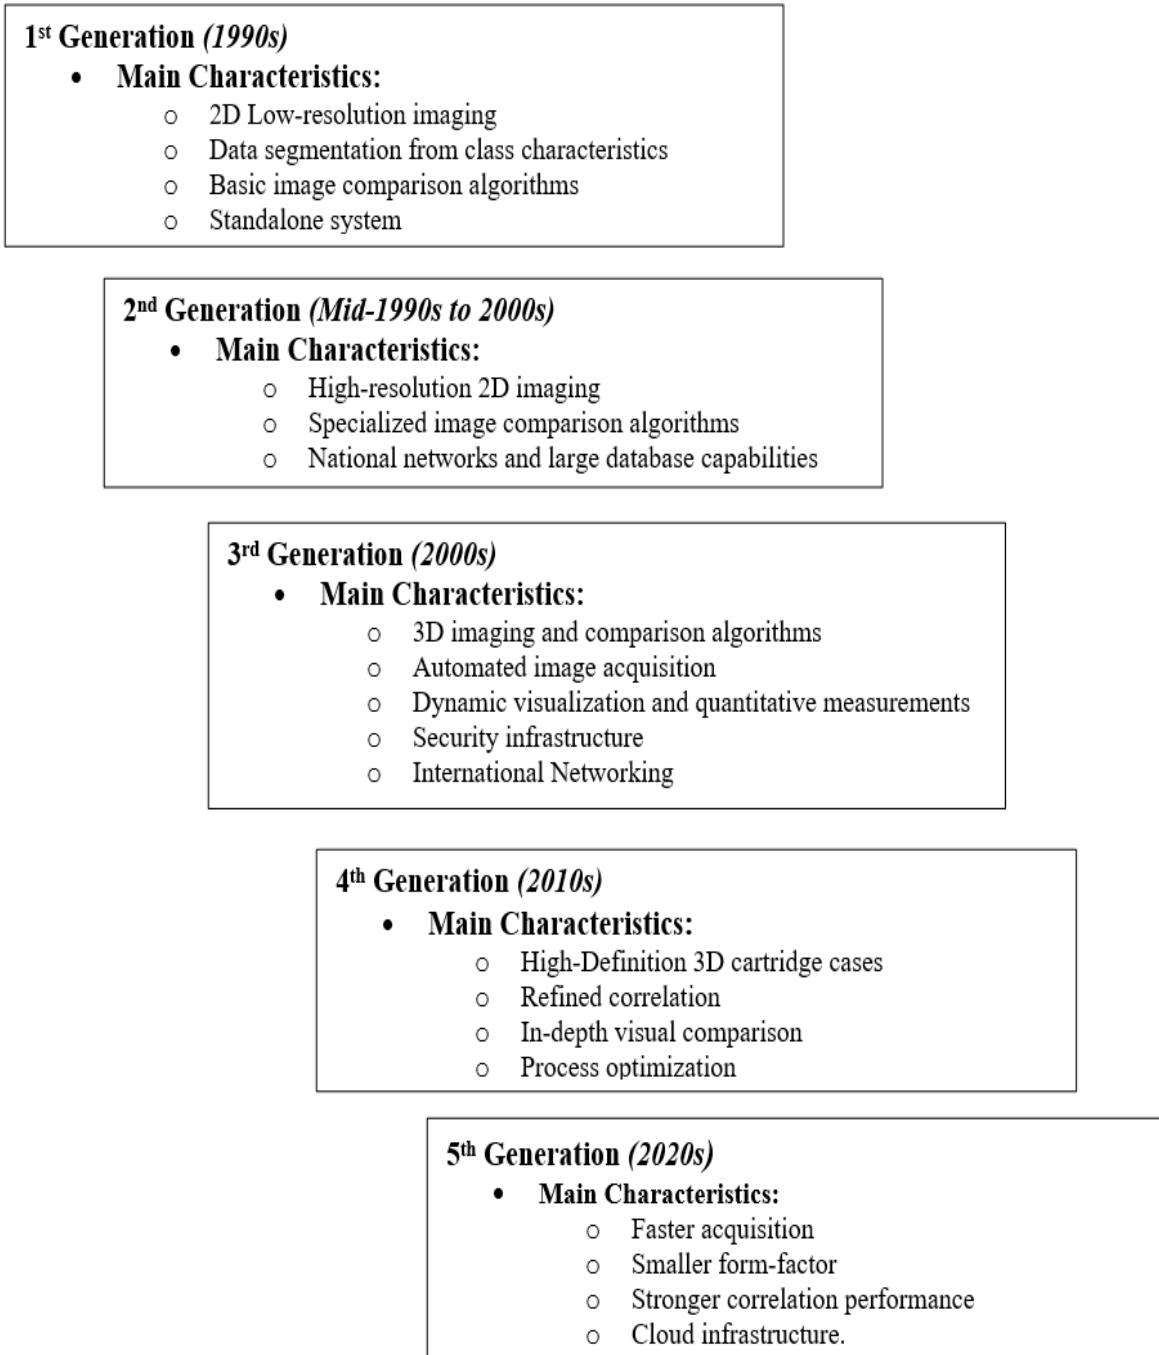 1st Generation (1990s)
• Main Characteristics:
o 2D Low-resolution imaging
o Data segmentation from class characteristics
o Basic image comparison algorithms
o Standalone system
2nd Generation (Mid-1990s to 2000s)
• Main Characteristics:
o High-resolution 2D imaging
o Specialized image comparison algorithms
o National networks and large database capabilities
3rd Generation (2000s)
• Main Characteristics:
o 3D imaging and comparison algorithms
o Automated image acquisition
o Dynamic visualization and quantitative measurements
o Security infrastructure
o International Networking
4th Generation (2010s)
• Main Characteristics:
o High-Definition 3D cartridge cases
o Refined correlation
o In-depth visual comparison
o Process optimization
5th Generation (2020s)
• Main Characteristics:
o Faster acquisition
o Smaller form-factor
o Stronger correlation performance
o Cloud infrastructure.